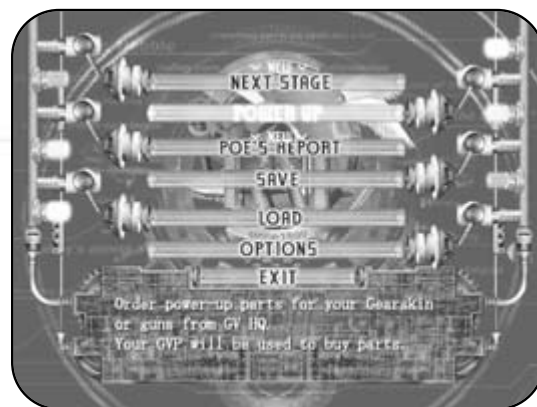 NEXT STAGE
POWER UP
POE'S REPORT
SAVE
LOAD
OPTIONS
EXIT
Order power-up parts for your Gearskin
or guns from GV HQ.
Your GVP will be used to buy parts.